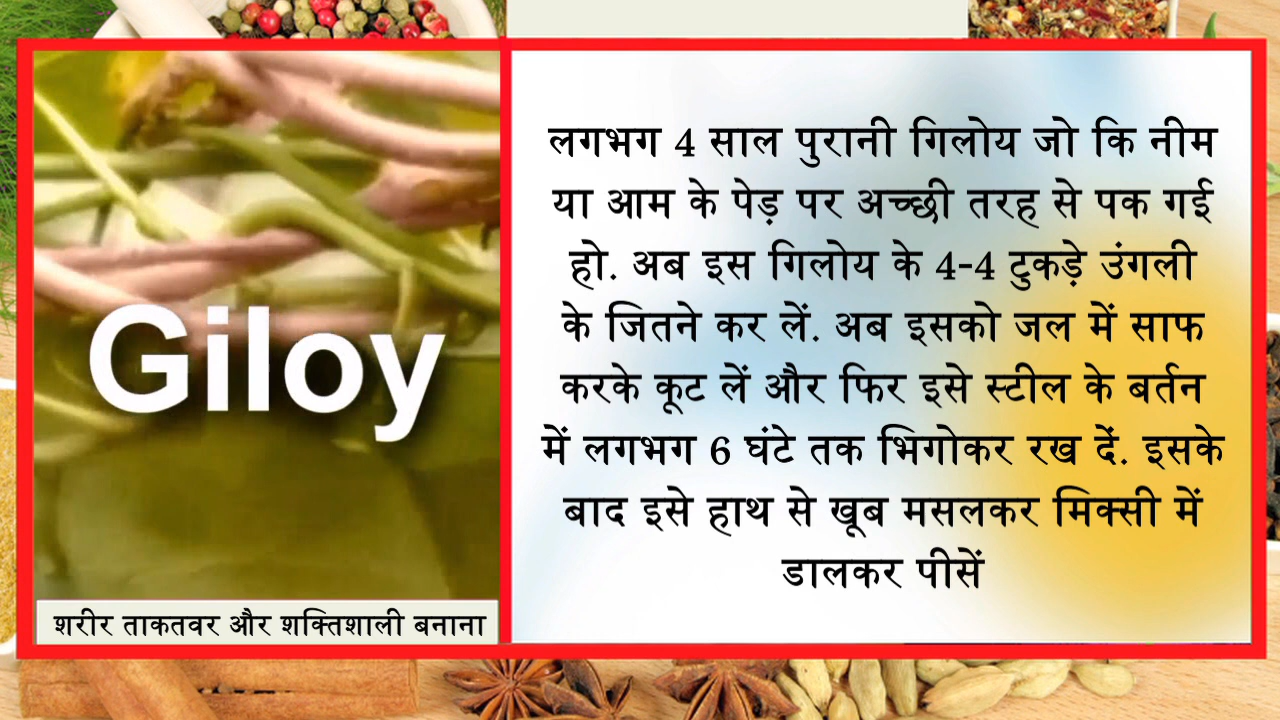 Giloy
शरीर ताकतवर और शक्तिशाली बनाना
लगभग 4 साल पुरानी गिलोय जो कि नीम
या आम के पेड़ पर अच्छी तरह से पक गई
हो. अब इस गिलोय के 4-4 टुकड़े उंगली
के जितने कर लें. अब इसको जल में साफ
करके कूट लें और फिर इसे स्टील के बर्तन
में लगभग 6 घंटे तक भिगोकर रख दें. इसके
बाद इसे हाथ से खूब मसलकर मिक्सी में
डालकर पीसें